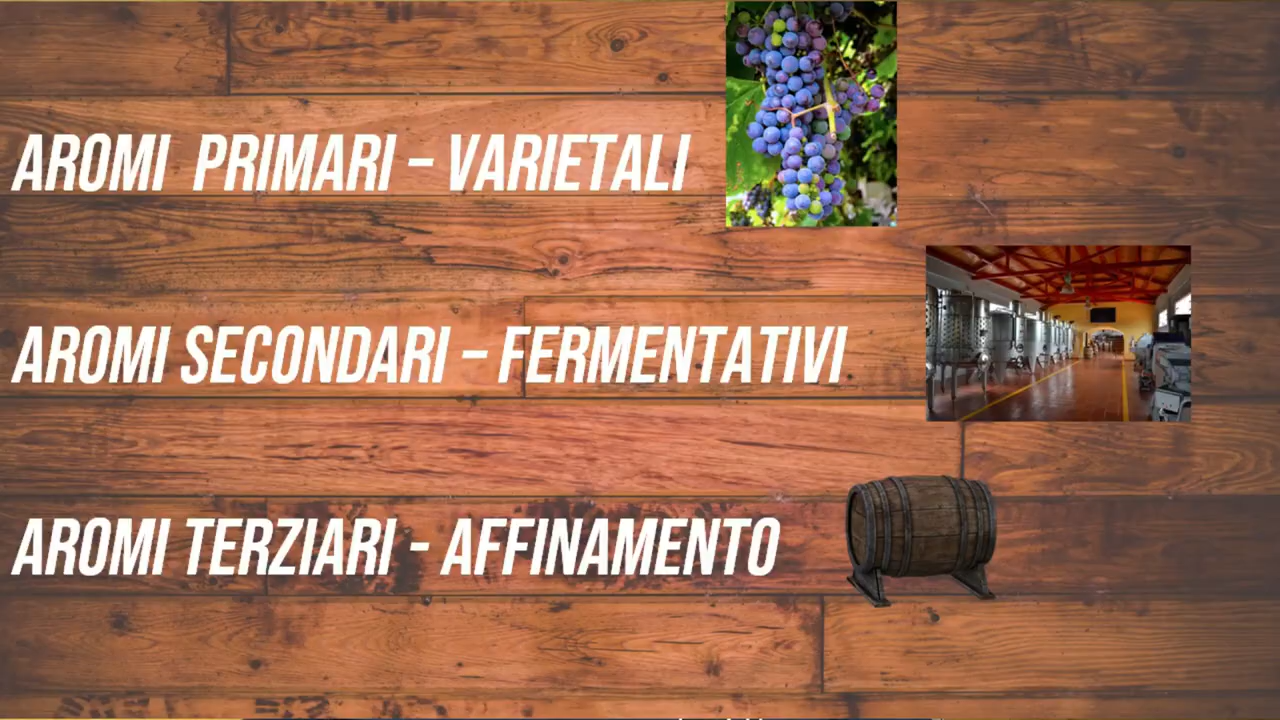 AROMI PRIMARI – VARIETALI
AROMI SECONDARI – FERMENTATIVI
AROMI TERZIARI - AFFINAMENTO